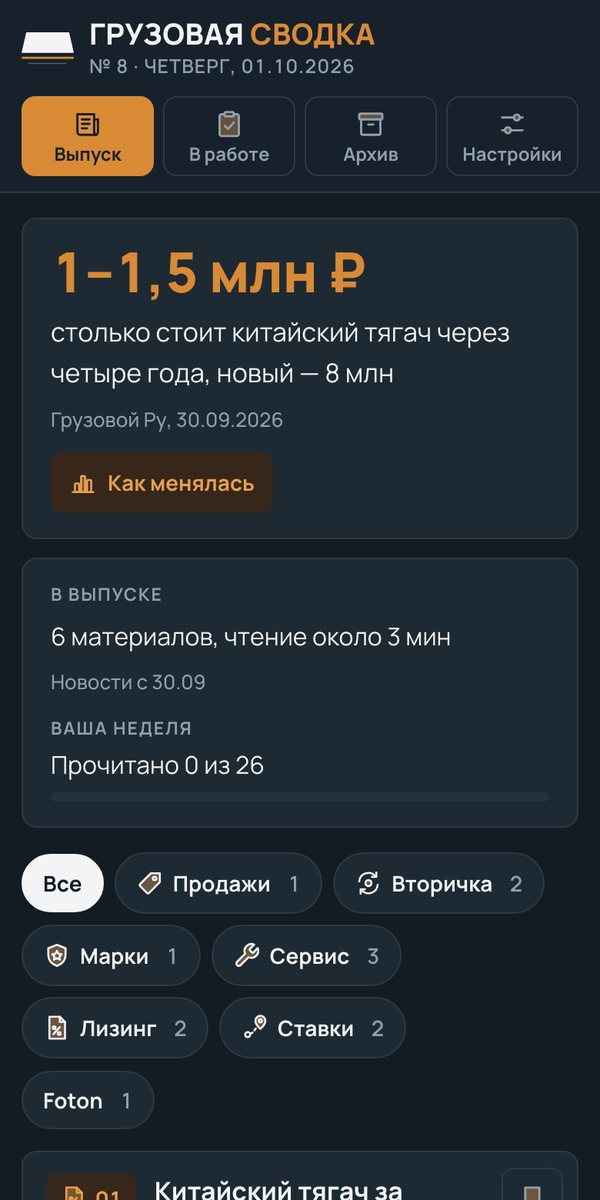 ГРУЗОВАЯ СВОДКА
№ 8 · ЧЕТВЕРГ, 01.10.2026
Выпуск
В работе
Архив
Настройки
1–1,5 млн ₽
столько стоит китайский тягач через
четыре года, новый — 8 млн
Грузовой Ру, 30.09.2026
Как менялась
В ВЫПУСКЕ
6 материалов, чтение около 3 мин
Новости с 30.09
ВАША НЕДЕЛЯ
Прочитано 0 из 26
Все
Продажи 1
Вторичка 2
Марки 1
Сервис 3
Лизинг 2
Ставки 2
Foton 1
01
Китайский тягач за